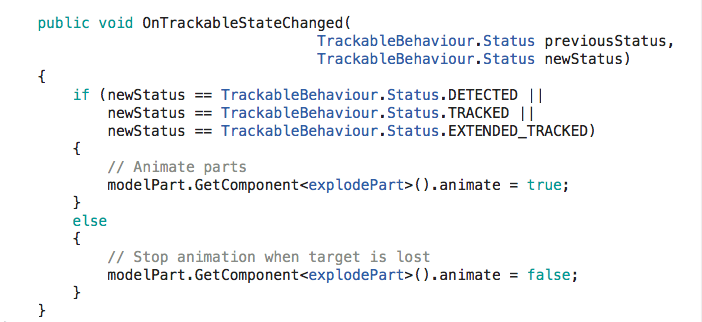 public void OnTrackableStateChanged(
TrackableBehaviour.Status previousStatus,
TrackableBehaviour.Status newStatus)
{
if (newStatus == TrackableBehaviour.Status.DETECTED ||
newStatus == TrackableBehaviour.Status.TRACKED ||
newStatus == TrackableBehaviour.Status.EXTENDED_TRACKED)
{
// Animate parts
modelPart.GetComponent<explodePart>().animate = true;
}
else
{
// Stop animation when target is lost
modelPart.GetComponent<explodePart>().animate = false;
}
}